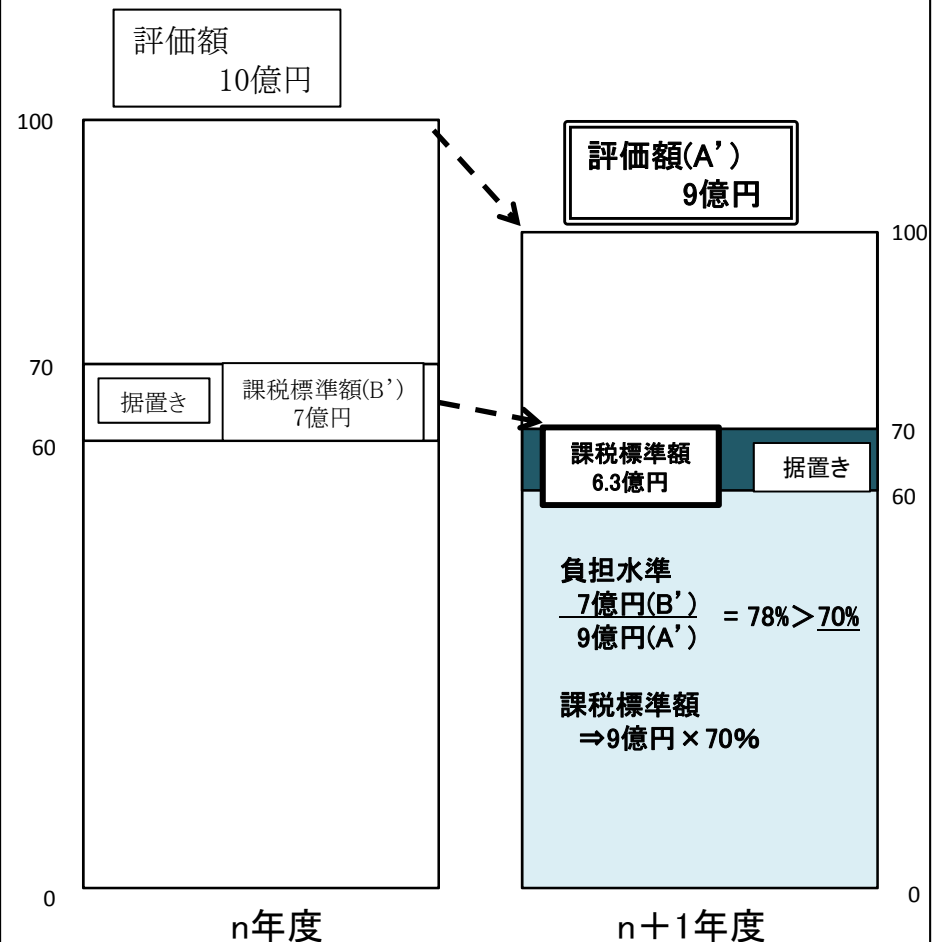 評価額
10億円
100
70
60
0
据置き
課税標準額(B’)
7億円
n年度
評価額(A’)
9億円
100
70
60
0
課税標準額
6.3億円
据置き
負担水準
7億円(B’)
9億円(A’)
= 78%＞70%
課税標準額
⇒9億円×70%
n＋1年度